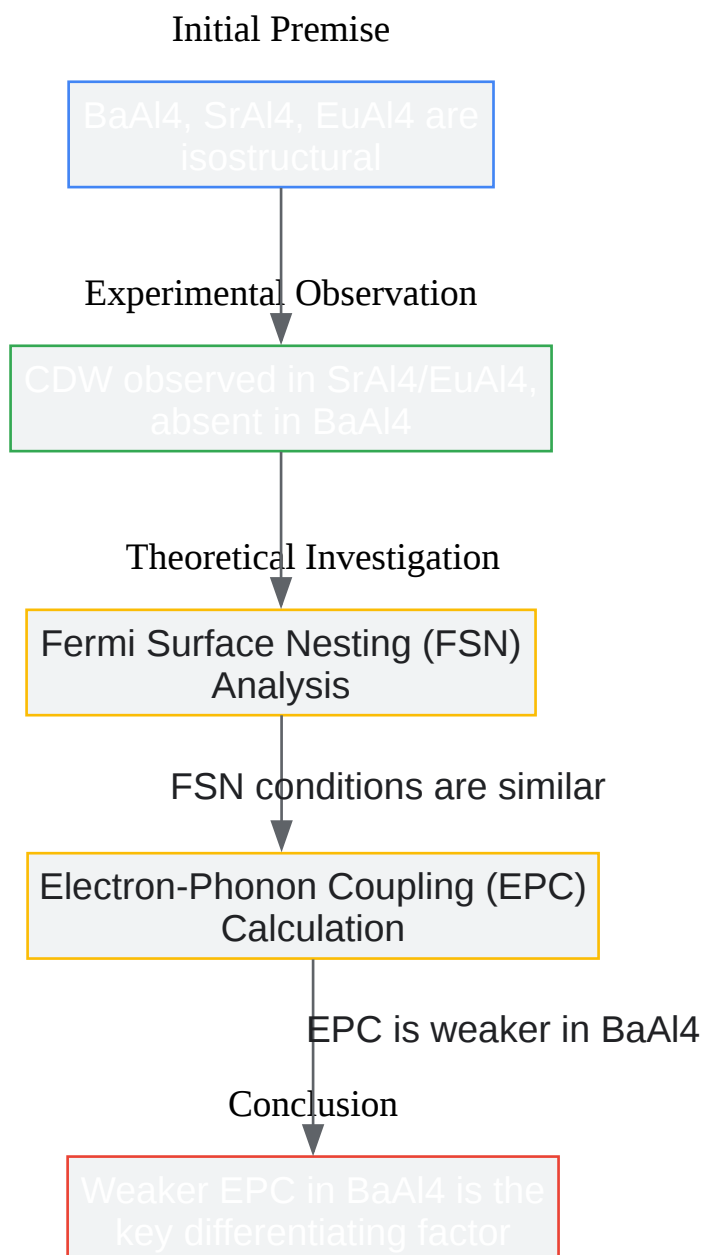 Initial Premise
BaAl4, SrAl4, EuAl4 are
isostructural
Experimental Observation
CDW observed in SrAl4/EuAl4,
absent in BaAl4
Theoretical Investigation
Fermi Surface Nesting (FSN)
Analysis
FSN conditions are similar
Electron-Phonon Coupling (EPC)
Calculation
EPC is weaker in BaAl4
Conclusion
Weaker EPC in BaAl4 is the
key differentiating factor